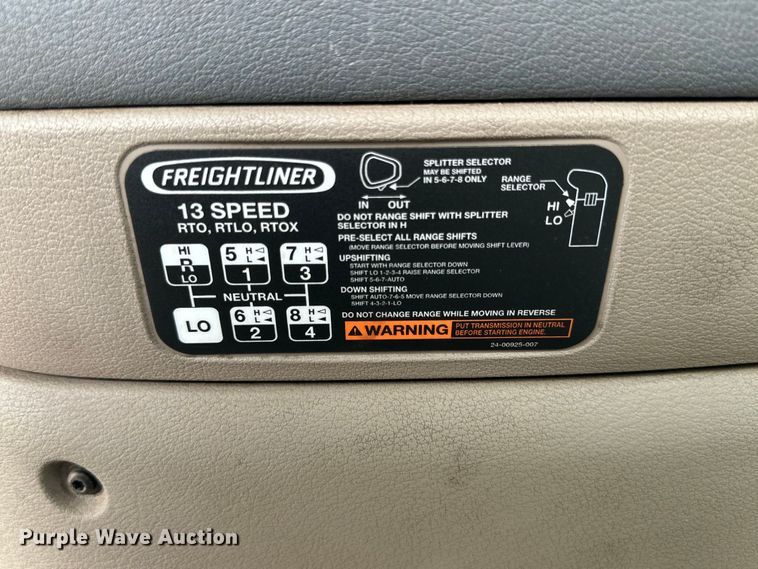 FREIGHTLINER
13 SPEED
RTO, RTLO, RTOX
HI
R
LO
5 H
L
1
7 H
L
3
NEUTRAL
LO
6 H
L
2
8 H
L
4
SPLITTER SELECTOR
MAY BE SHIFTED
IN 5-6-7-8 ONLY
IN OUT
RANGE
SELECTOR
HI
LO
DO NOT RANGE SHIFT WITH SPLITTER
SELECTOR IN H
PRE-SELECT ALL RANGE SHIFTS
(MOVE RANGE SELECTOR BEFORE MOVING SHIFT LEVER)
UPSHIFTING
START WITH RANGE SELECTOR DOWN
SHIFT LO 1-2-3-4 RAISE RANGE SELECTOR
SHIFT 5-6-7-AUTO
DOWN SHIFTING
SHIFT AUTO-7-6-5 MOVE RANGE SELECTOR DOWN
SHIFT 4-3-2-1-LO
DO NOT CHANGE RANGE WHILE MOVING IN REVERSE
WARNING
PUT TRANSMISSION IN NEUTRAL
BEFORE STARTING ENGINE.
24-00925-007
Purple Wave Auction